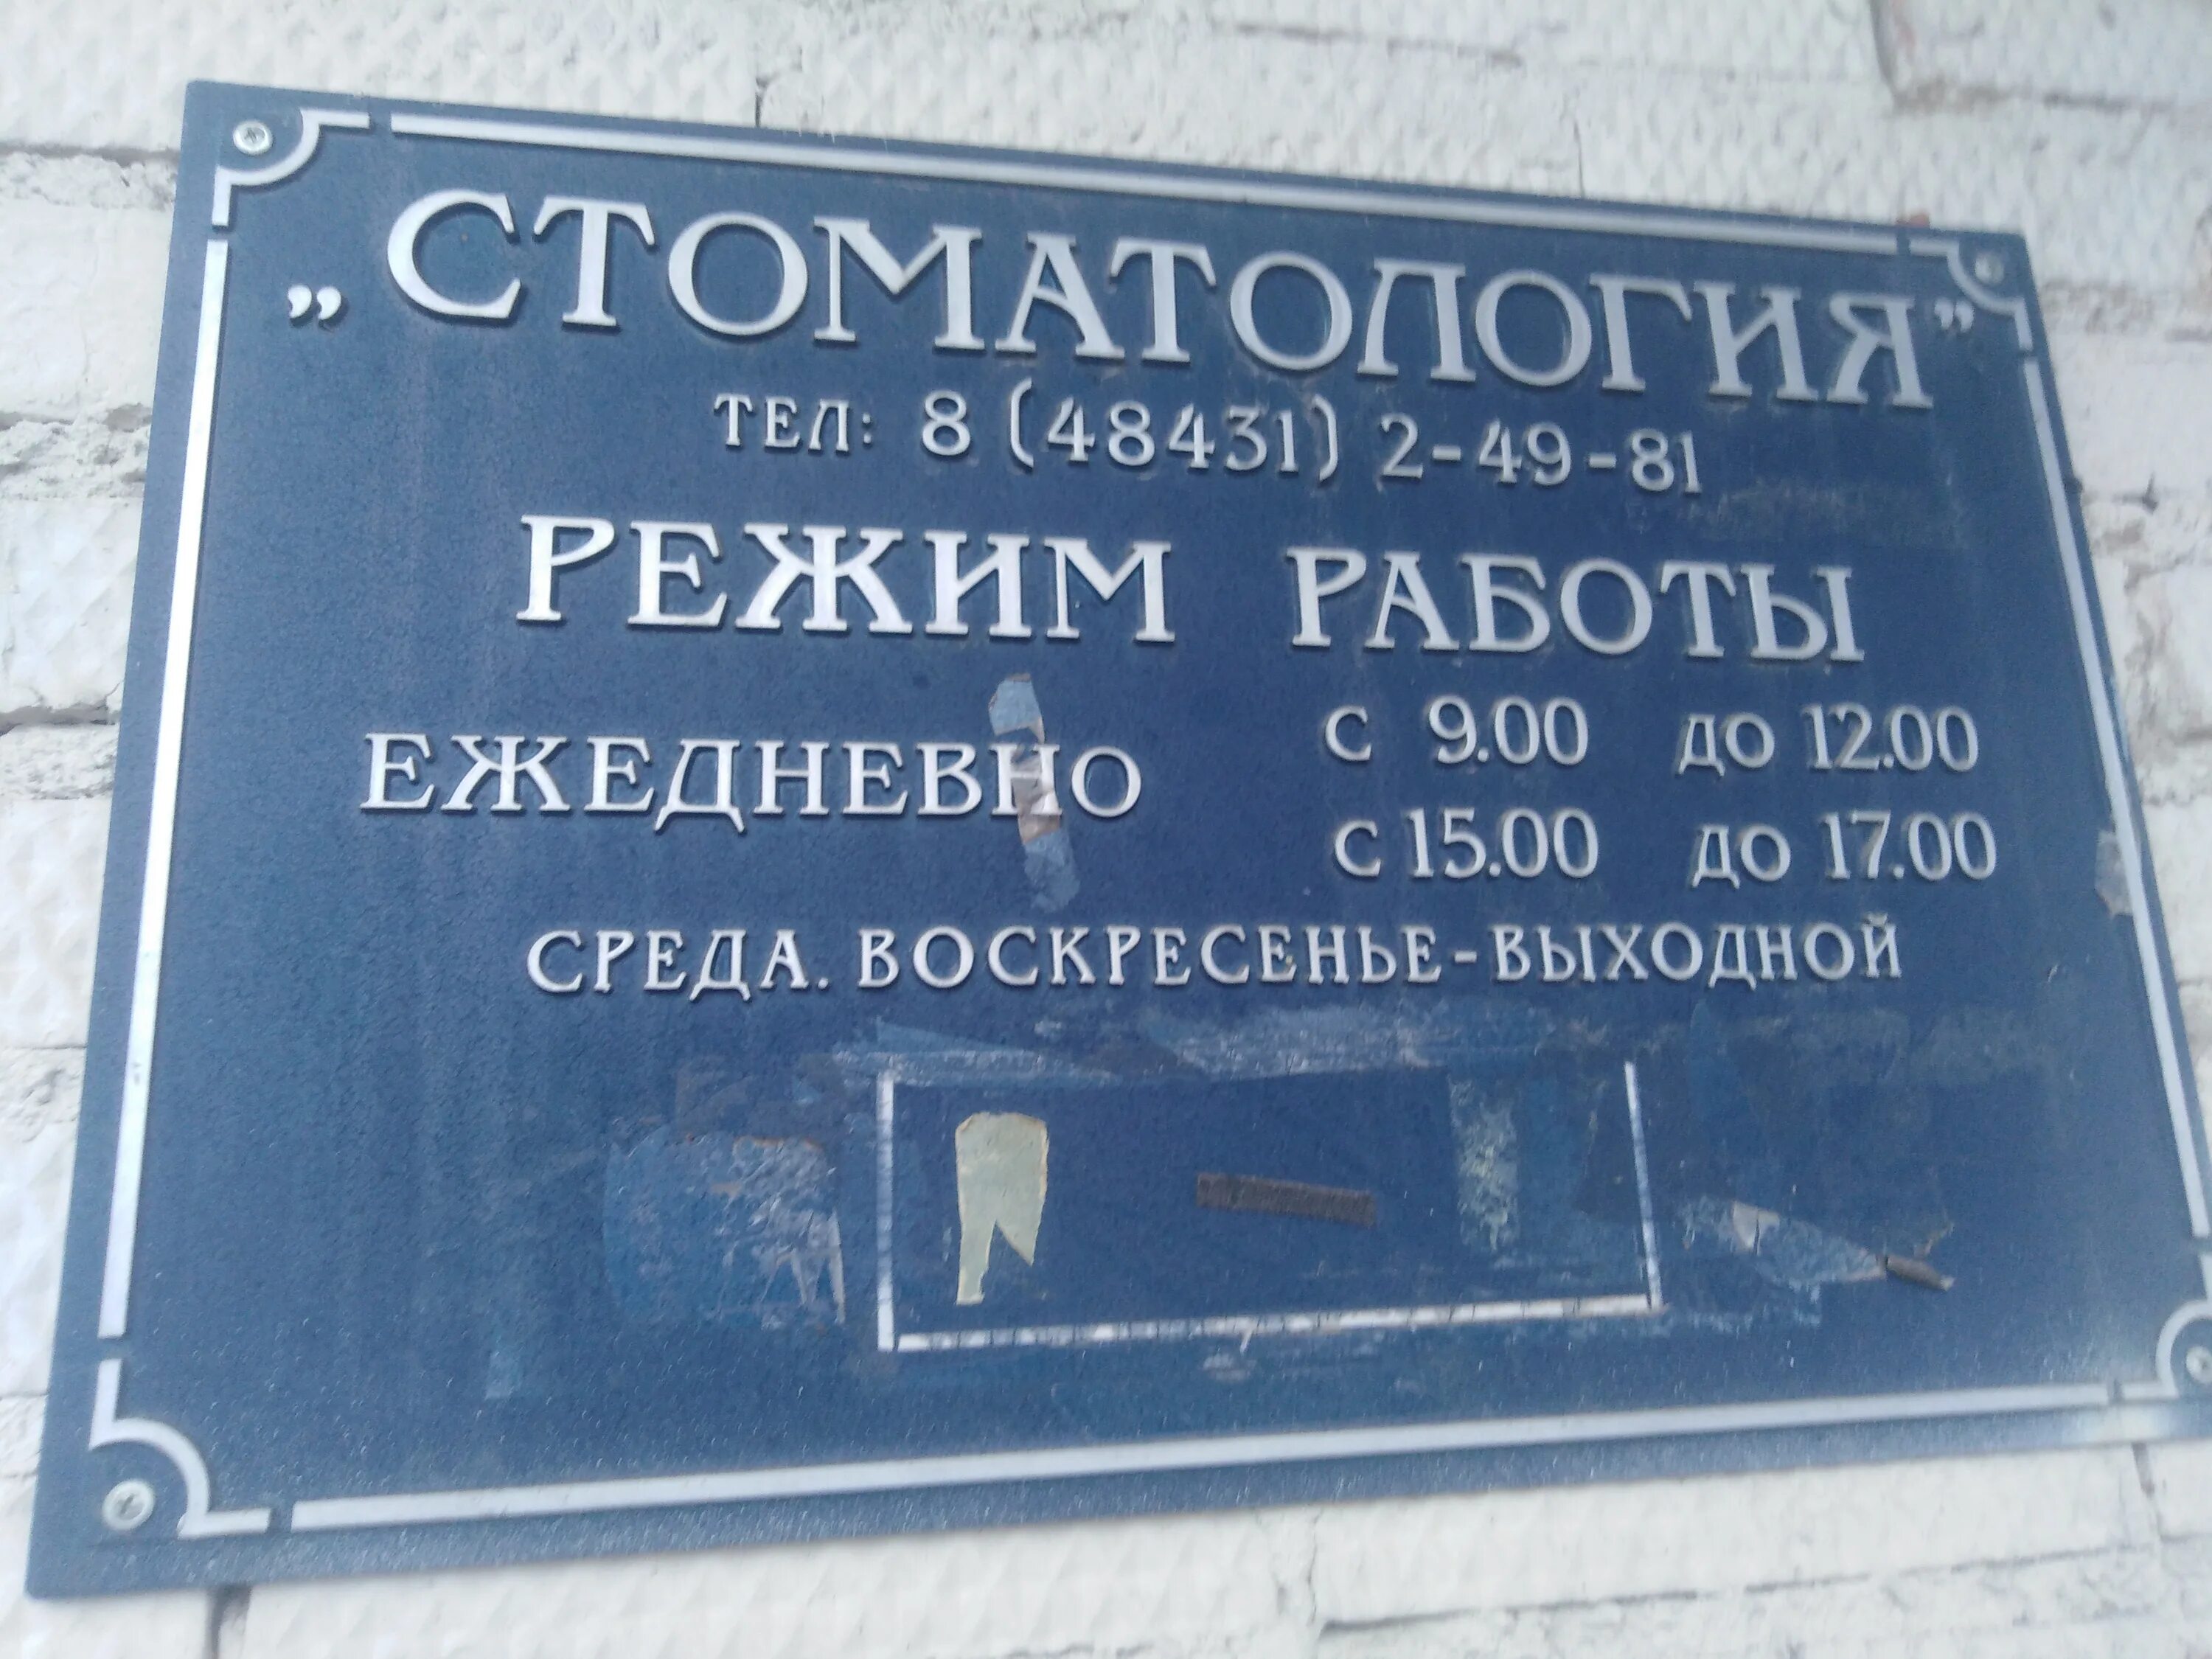 „СТОМАТОЛОГИЯ”
ТЕЛ: 8 (48431) 2-49-81
РЕЖИМ РАБОТЫ
ЕЖЕДНЕВНО с 9.00 до 12.00
с 15.00 до 17.00
СРЕДА. ВОСКРЕСЕНЬЕ-ВЫХОДНОЙ